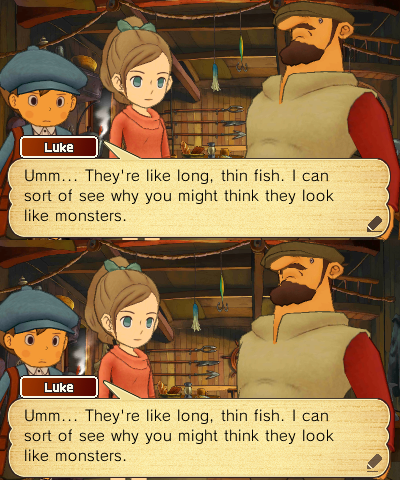 Luke
Umm... They're like long, thin fish. I can
sort of see why you might think they look
like monsters.
Luke
Umm... They're like long, thin fish. I can
sort of see why you might think they look
like monsters.